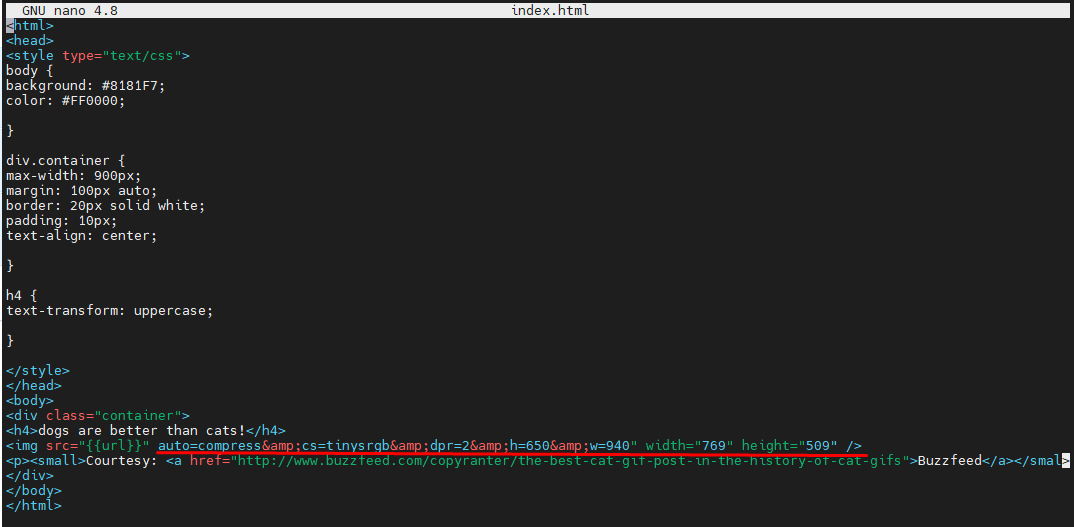 GNU nano 4.8 index.html
<html>
<head>
<style type="text/css">
body {
background: #8181F7;
color: #FF0000;
}
div.container {
max-width: 900px;
margin: 100px auto;
border: 20px solid white;
padding: 10px;
text-align: center;
}
h4 {
text-transform: uppercase;
}
</style>
</head>
<body>
<div class="container">
<h4>dogs are better than cats!</h4>
<img src="{{url}}" auto=compress&amp;cs=tinysrgb&amp;dpr=2&amp;h=650&amp;w=940" width="769" height="509" />
<p><small>Courtesy: <a href="http://www.buzzfeed.com/copyranter/the-best-cat-gif-post-in-the-history-of-cat-gifs">Buzzfeed</a></smal>
</div>
</body>
</html>